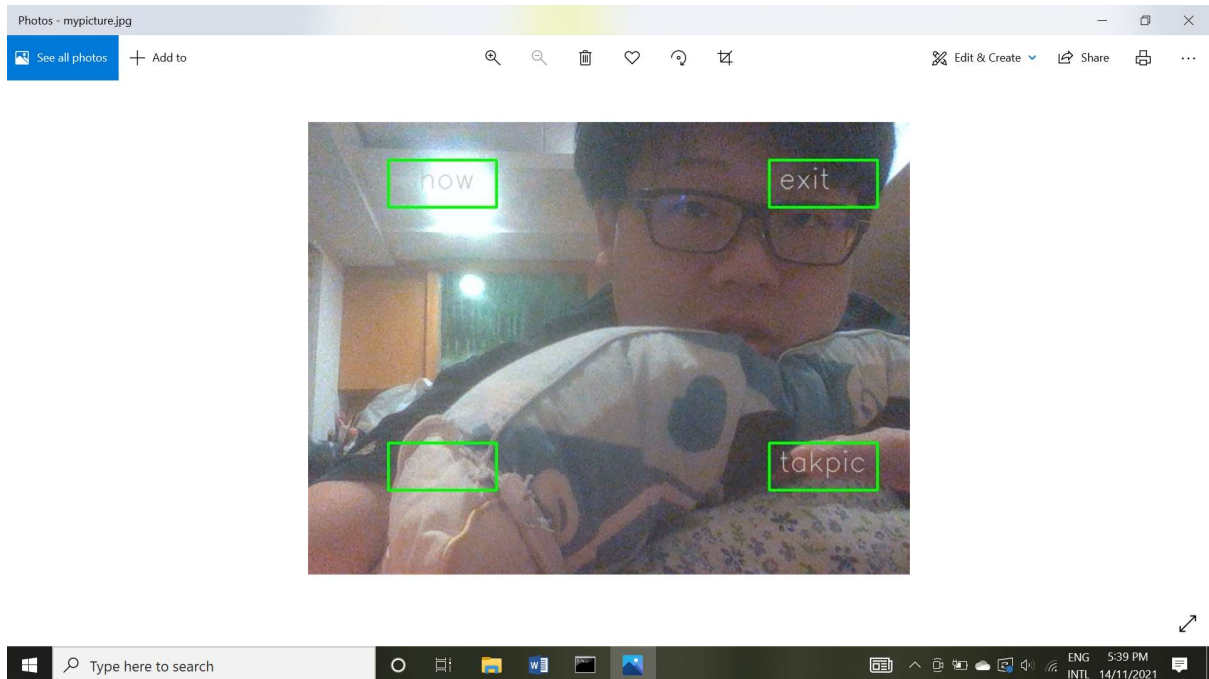 Photos - mypicture.jpg
See all photos
Add to
Edit & Create
Share
now
exit
takpic
Type here to search
ENG 5:39 PM
INTL 14/11/2021